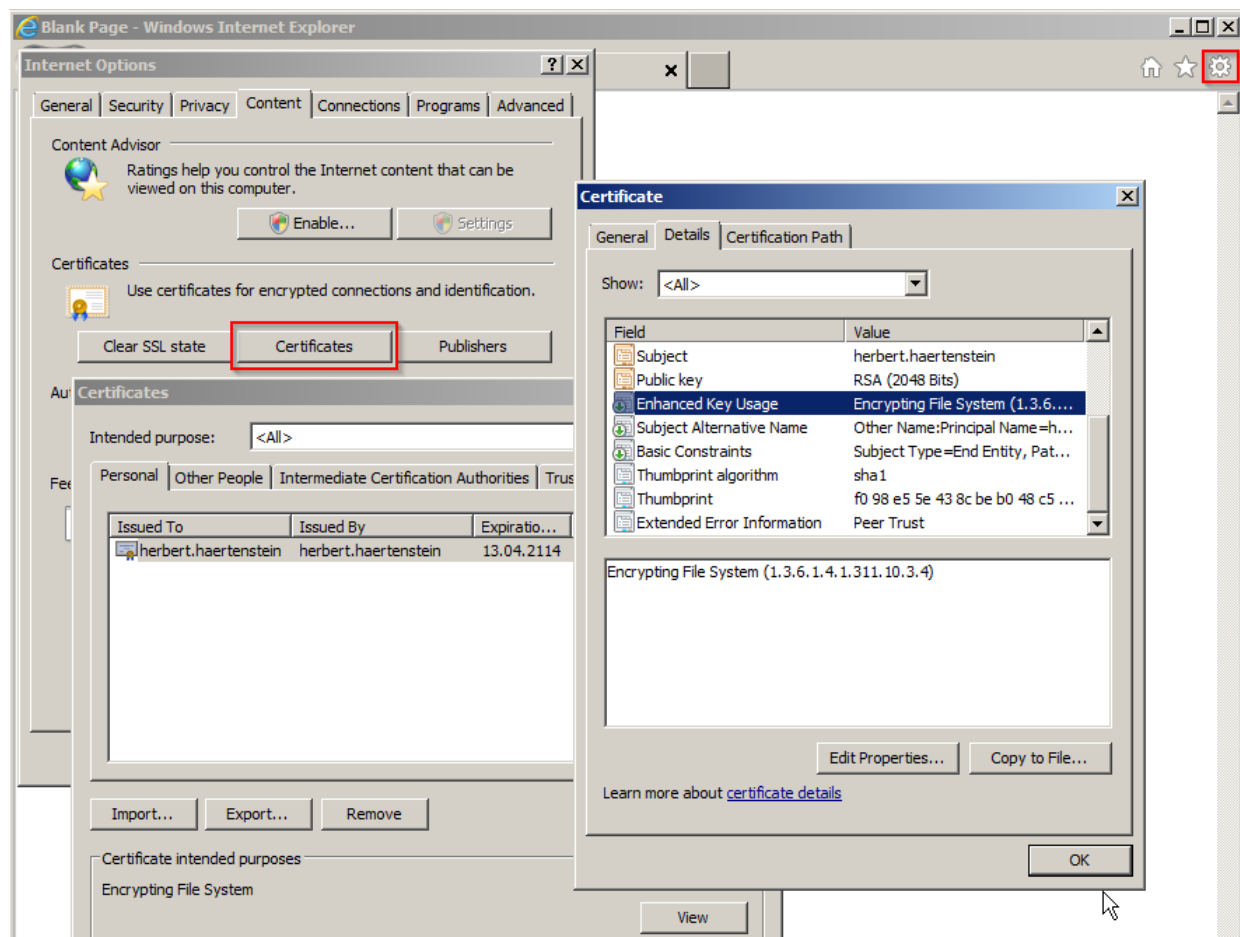 Blank Page - Windows Internet Explorer
Internet Options
General Security Privacy Content Connections Programs Advanced
Content Advisor
Ratings help you control the Internet content that can be
viewed on this computer.
Enable... Settings
Certificates
Use certificates for encrypted connections and identification.
Clear SSL state Certificates Publishers
Au
Fee
Certificates
Intended purpose: <All>
Personal Other People Intermediate Certification Authorities Trus
Issued To Issued By Expiratio...
herbert.haertenstein herbert.haertenstein 13.04.2114
Import... Export... Remove
Certificate intended purposes
Encrypting File System
View
Certificate
General Details Certification Path
Show: <All>
Field Value
Subject herbert.haertenstein
Public key RSA (2048 Bits)
Enhanced Key Usage Encrypting File System (1.3.6....
Subject Alternative Name Other Name:Principal Name=h...
Basic Constraints Subject Type=End Entity, Pat...
Thumbprint algorithm sha1
Thumbprint f0 98 e5 5e 43 8c be b0 48 c5 ...
Extended Error Information Peer Trust
Encrypting File System (1.3.6.1.4.1.311.10.3.4)
Edit Properties... Copy to File...
Learn more about certificate details
OK